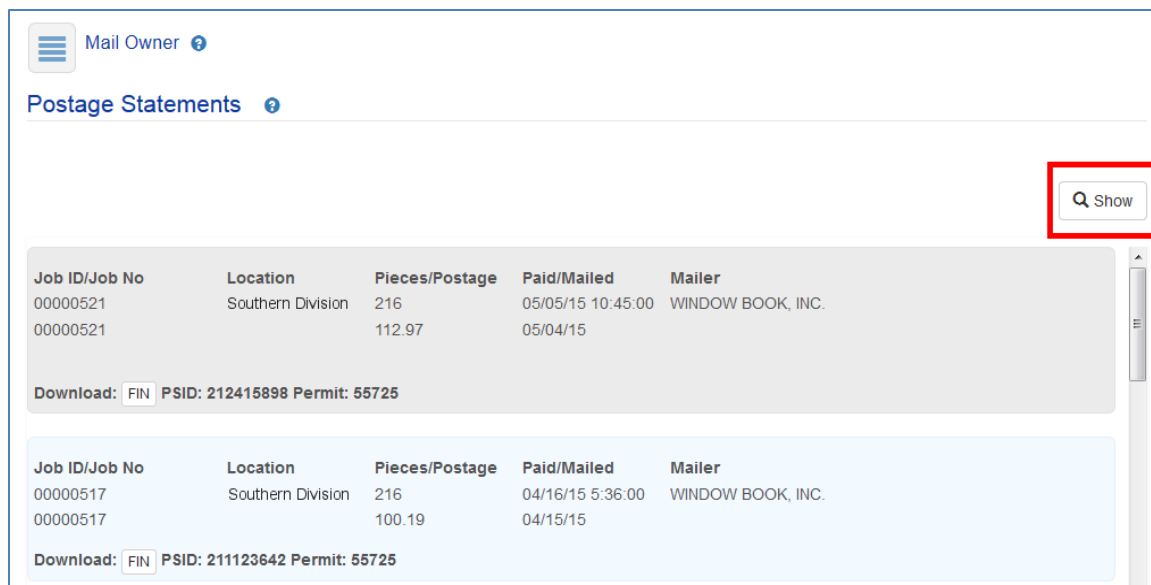 Mail Owner ?
Postage Statements ?
Show
Job ID/Job No Location Pieces/Postage Paid/Mailed Mailer
00000521 Southern Division 216 05/05/15 10:45:00 WINDOW BOOK, INC.
00000521 112.97 05/04/15
Download: FIN PSID: 212415898 Permit: 55725
Job ID/Job No Location Pieces/Postage Paid/Mailed Mailer
00000517 Southern Division 216 04/16/15 5:36:00 WINDOW BOOK, INC.
00000517 100.19 04/15/15
Download: FIN PSID: 211123642 Permit: 55725